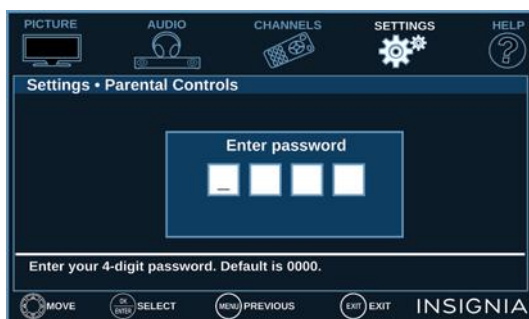 PICTURE AUDIO CHANNELS SETTINGS HELP
Settings • Parental Controls
Enter password
_
Enter your 4-digit password. Default is 0000.
MOVE OK ENTER SELECT MENU PREVIOUS EXIT EXIT INSIGNIA